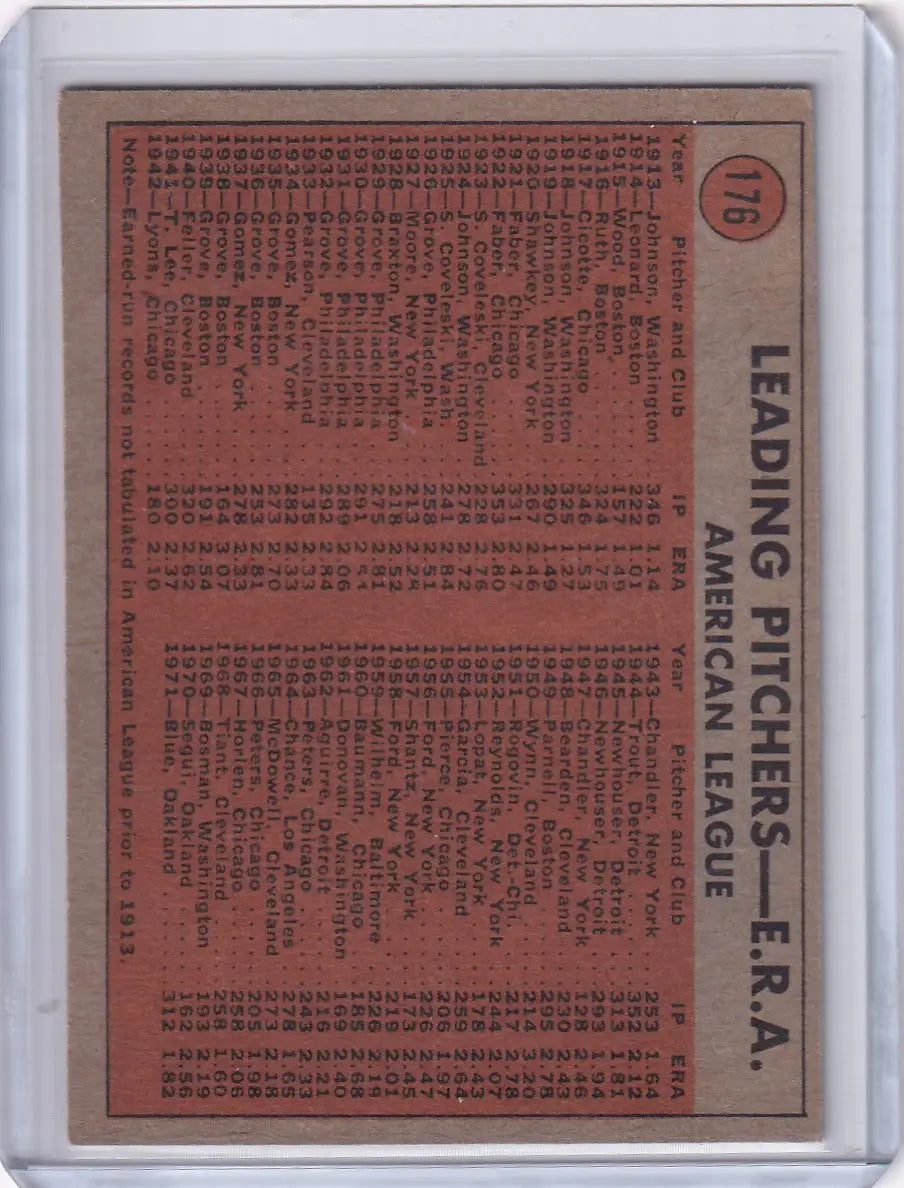 176
LEADING PITCHERS—E.R.A.
AMERICAN LEAGUE
Year Pitcher and Club IP ERA
1913—Johnson, Washington 346 1.14
1914—Leonard, Boston 222 1.01
1915—Wood, Boston 157 1.49
1916—Ruth, Boston 324 1.75
1917—Cicotte, Chicago 346 1.53
1918—Johnson, Washington 325 1.27
1919—Johnson, Washington 290 1.49
1920—Shawkey, New York 267 2.46
1921—Faber, Chicago 331 2.47
1922—Faber, Chicago 353 2.80
1923—S. Coveleski, Cleveland 228 2.76
1924—Johnson, Washington 278 2.72
1925—S. Coveleski, Wash. 241 2.84
1926—Grove, Philadelphia 258 2.51
1927—Moore, New York 213 2.28
1928—Braxton, Washington 218 2.52
1929—Grove, Philadelphia 275 2.81
1930—Grove, Philadelphia 291 2.54
1931—Grove, Philadelphia 289 2.06
1932—Grove, Philadelphia 292 2.84
1933—Pearson, Cleveland 135 2.33
1934—Gomez, New York 282 2.33
1935—Grove, Boston 273 2.70
1936—Grove, Boston 253 2.81
1937—Gomez, New York 278 2.33
1938—Grove, Boston 164 3.07
1939—Grove, Boston 191 2.54
1940—Feller, Cleveland 320 2.62
1941—T. Lee, Chicago 300 2.37
1942—Lyons, Chicago 180 2.10
Year Pitcher and Club IP ERA
1943—Chandler, New York 253 1.64
1944—Trout, Detroit 352 2.12
1945—Newhouser, Detroit 313 1.81
1946—Newhouser, Detroit 293 1.94
1947—Chandler, New York 128 2.46
1948—Bearden, Cleveland 230 2.43
1949—Parnell, Boston 295 2.78
1950—Wynn, Cleveland 214 3.20
1951—Rogovin, Det.-Chi. 217 2.78
1952—Reynolds, New York 244 2.07
1953—Lopat, New York 178 2.43
1954—Garcia, Cleveland 259 2.64
1955—Pierce, Chicago 206 1.97
1956—Ford, New York 226 2.47
1957—Shantz, New York 173 2.45
1958—Ford, New York 219 2.01
1959—Wilhelm, Baltimore 226 2.19
1960—Baumann, Chicago 185 2.68
1961—Donovan, Washington 169 2.40
1962—Aguirre, Detroit 216 2.21
1963—Peters, Chicago 243 2.33
1964—Chance, Los Angeles 278 1.65
1965—McDowell, Cleveland 273 2.18
1966—Peters, Chicago 205 1.98
1967—Horlen, Chicago 258 2.06
1968—Tiant, Cleveland 258 1.60
1969—Bosman, Washington 193 2.19
1970—Segui, Oakland 162 2.56
1971—Blue, Oakland 312 1.82
Note—Earned-run records not tabulated in American League prior to 1913.